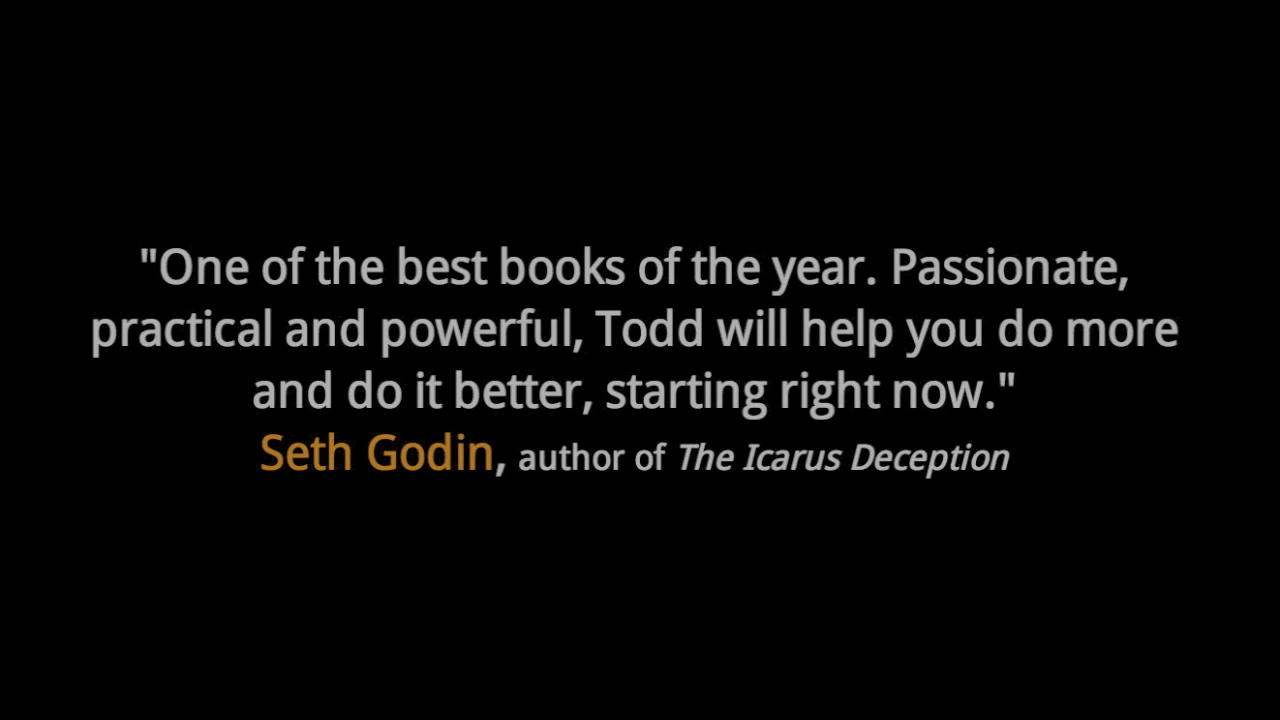 "One of the best books of the year. Passionate,
practical and powerful, Todd will help you do more
and do it better, starting right now."
Seth Godin, author of The Icarus Deception